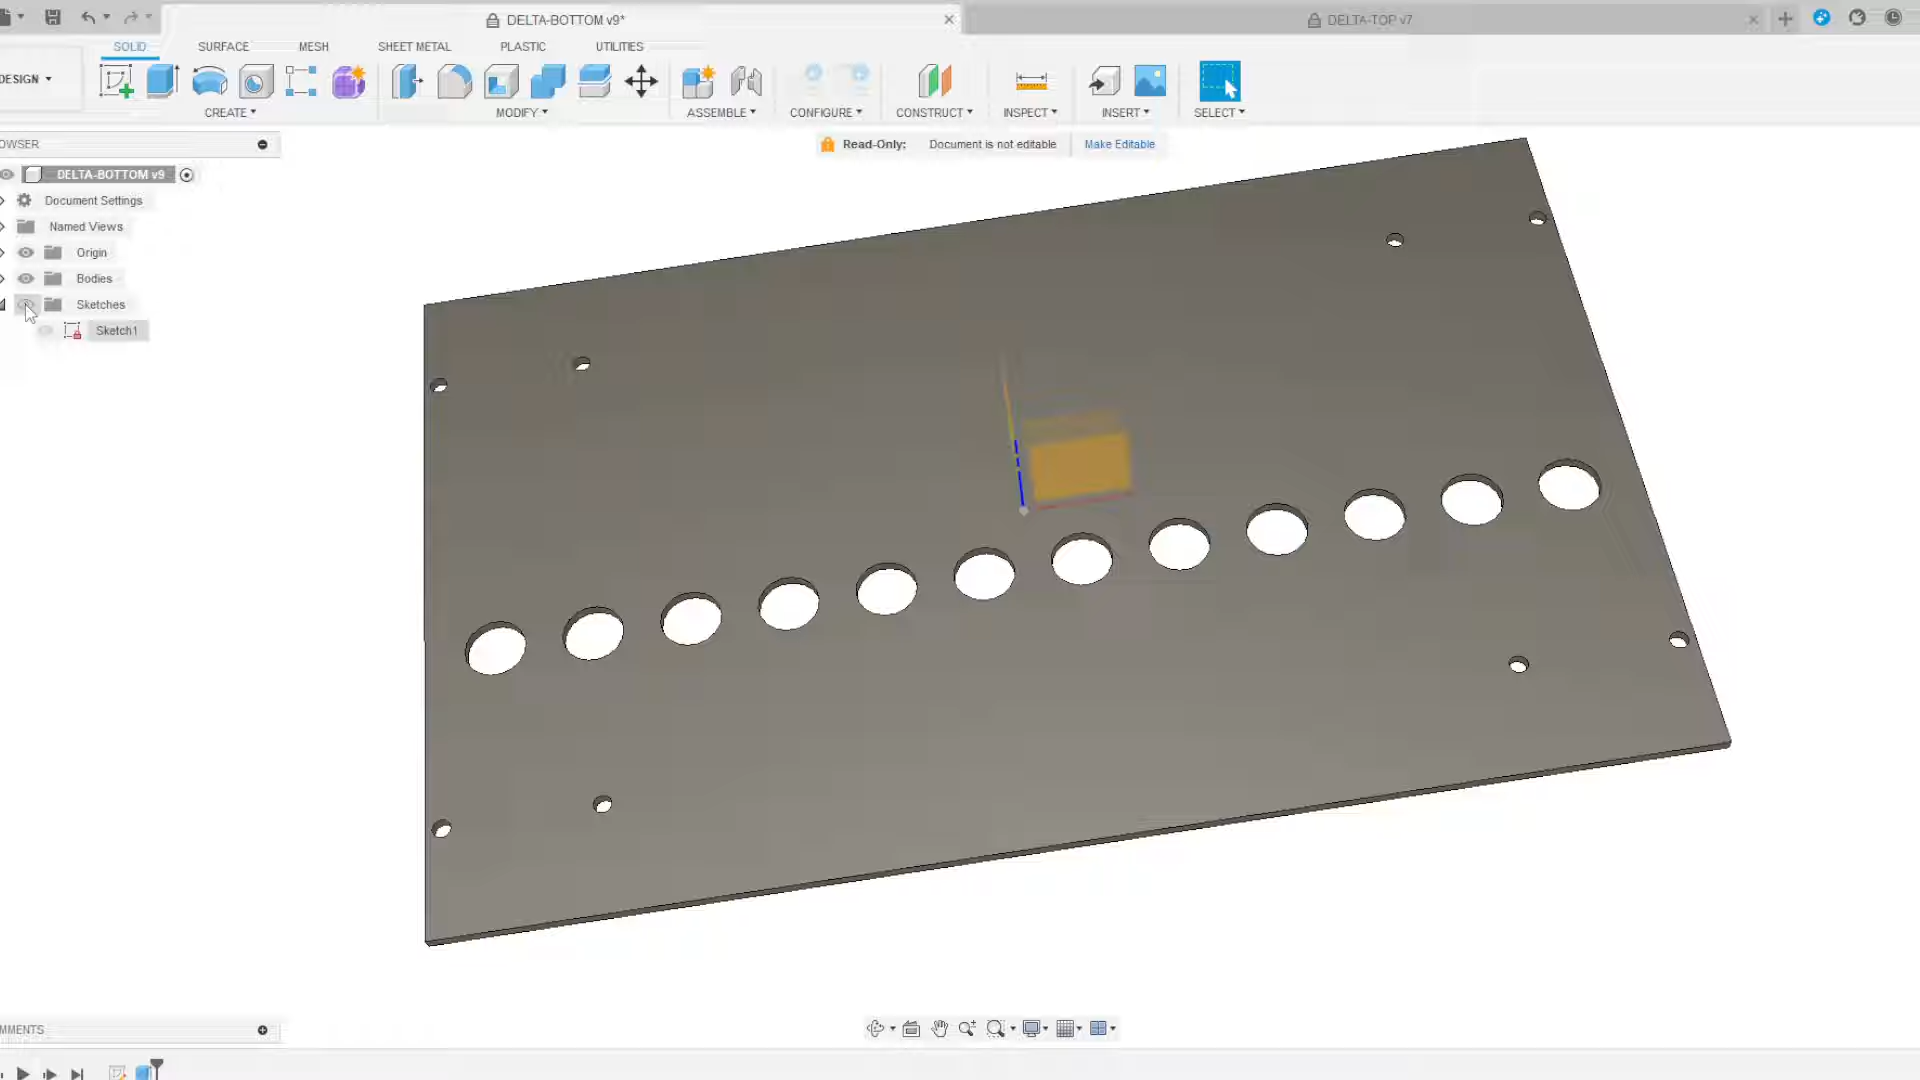 DELTA-BOTTOM v9*
DELTA-TOP v7
SOLID SURFACE MESH SHEET METAL PLASTIC UTILITIES
DESIGN
CREATE MODIFY ASSEMBLE CONFIGURE CONSTRUCT INSPECT INSERT SELECT
OWSER
Read-Only: Document is not editable Make Editable
DELTA-BOTTOM v9
Document Settings
Named Views
Origin
Bodies
Sketches
Sketch1
MMENTS